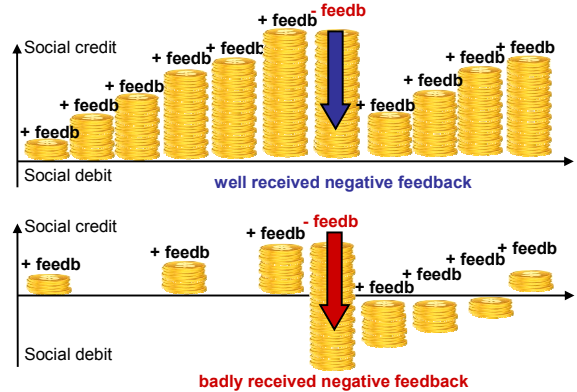 - feedb
+ feedb
Social credit
+ feedb
+ feedb
+ feedb
+ feedb
+ feedb
+ feedb
+ feedb
+ feedb
+ feedb
Social debit
well received negative feedback
Social credit
- feedb
+ feedb
+ feedb
+ feedb
+ feedb
+ feedb
+ feedb
+ feedb
Social debit
badly received negative feedback